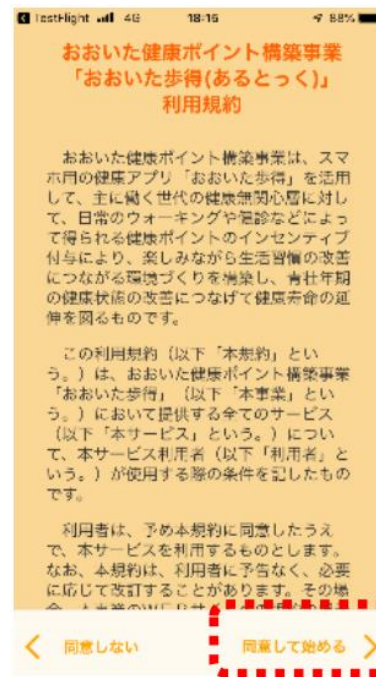 TestFlight 4G 18:16 88%
おおいた健康ポイント構築事業
「おおいた歩得(あるとっく)」
利用規約
おおいた健康ポイント構築事業は、スマ
ホ用の健康アプリ「おおいた歩得」を活用
して、主に働く世代の健康無関心層に対し
て、日常のウォーキングや健診などによっ
て得られる健康ポイントのインセンティブ
付与により、楽しみながら生活習慣の改善
につながる環境づくりを構築し、青壮年期
の健康状態の改善につなげて健康寿命の延
伸を図るものです。
この利用規約（以下「本規約」とい
う。）は、おおいた健康ポイント構築事業
「おおいた歩得」（以下「本事業」とい
う。）において提供する全てのサービス
（以下「本サービス」という。）につい
て、本サービス利用者（以下「利用者」と
いう。）が使用する際の条件を記したもの
です。
利用者は、予め本規約に同意したうえ
で、本サービスを利用するものとします。
なお、本規約は、利用者に予告なく、必要
に応じて改訂することがあります。その場
同意しない
同意して始める